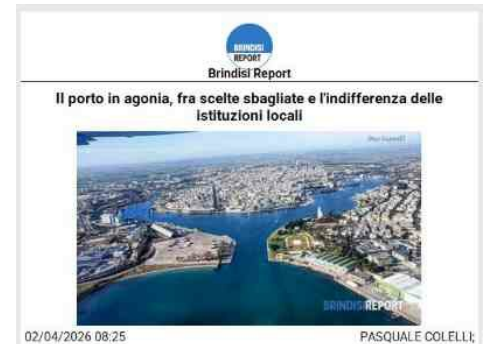 BRINDISI
REPORT
Brindisi Report
Il porto in agonia, fra scelte sbagliate e l'indifferenza delle
istituzioni locali
BRINDISIREPORT
02/04/2026 08:25
PASQUALE COLELLI;